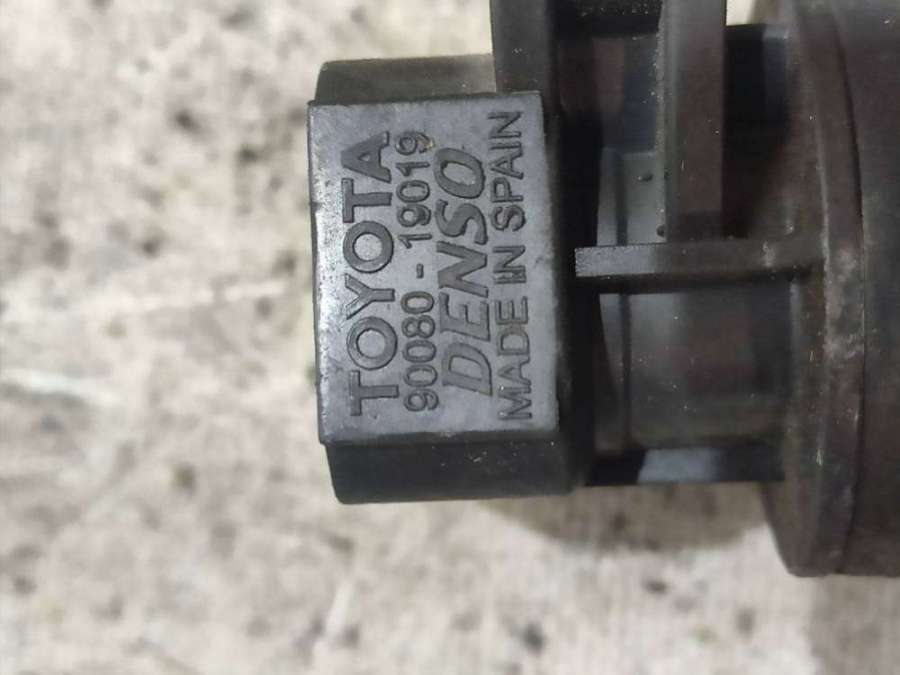 TOYOTA
90080-19019
DENSO
MADE IN SPAIN